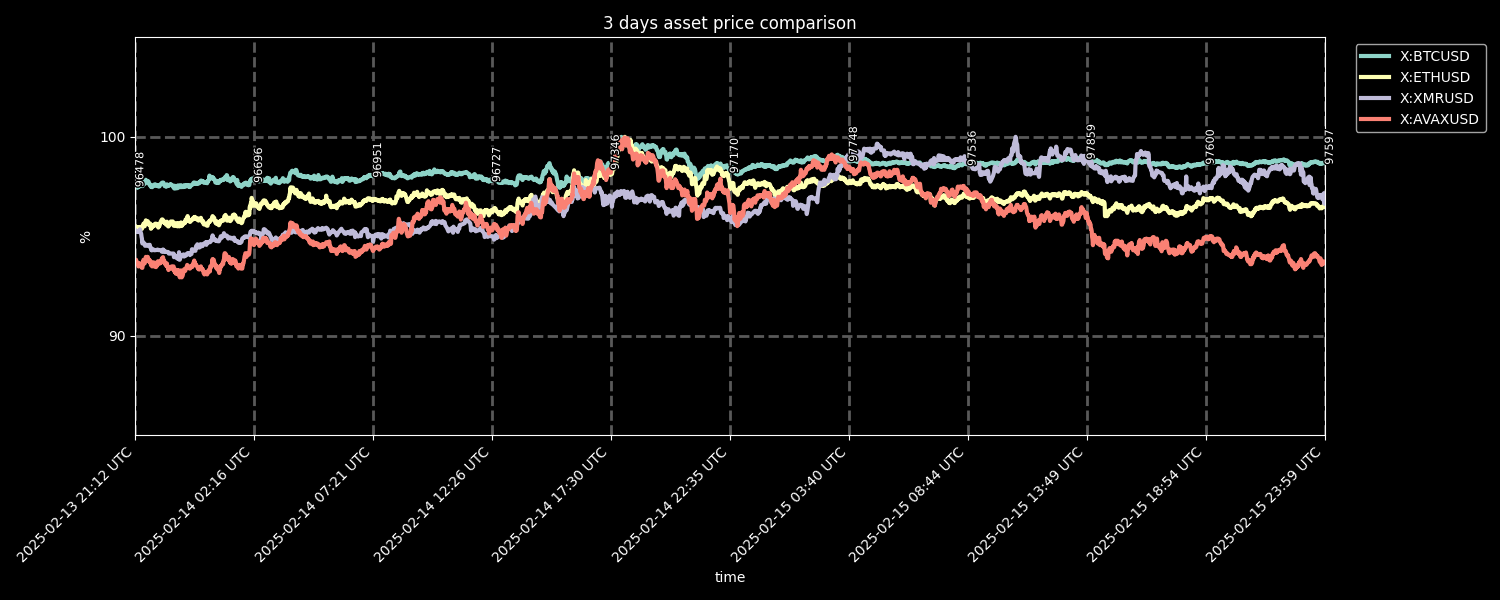 3 days asset price comparison
X:BTCUSD
X:ETHUSD
X:XMRUSD
X:AVAXUSD
100
90
%
96478
96696
96951
96727
97346
97170
97748
97536
97859
97600
97597
2025-02-13 21:12 UTC
2025-02-14 02:16 UTC
2025-02-14 07:21 UTC
2025-02-14 12:26 UTC
2025-02-14 17:30 UTC
2025-02-14 22:35 UTC
2025-02-15 03:40 UTC
2025-02-15 08:44 UTC
2025-02-15 13:49 UTC
2025-02-15 18:54 UTC
2025-02-15 23:59 UTC
time